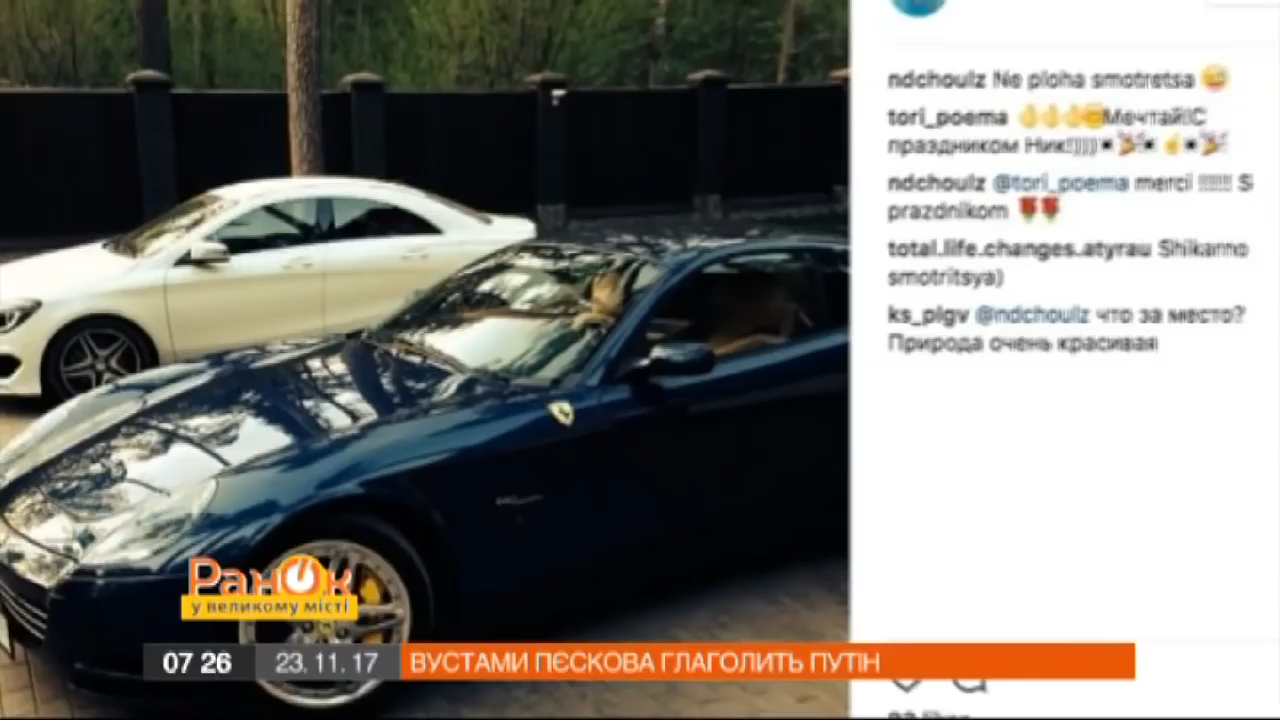 ndchoulz Ne ploha smotretsa 😜
tori_poema 👌👌👌😁Мечтай!С
праздником Ник!))))💥🎉💥☝️💥🎉
ndchoulz @tori_poema merci !!!!!! S
prazdnikom 🌹🌹
total.life.changes.atyrau Shikarno
smotritsya)
ks_plgv @ndchoulz что за место?
Природа очень красивая
РанОк
у великому місті
07 26 23. 11. 17 ВУСТАМИ ПЄСКОВА ГЛАГОЛИТЬ ПУТІН